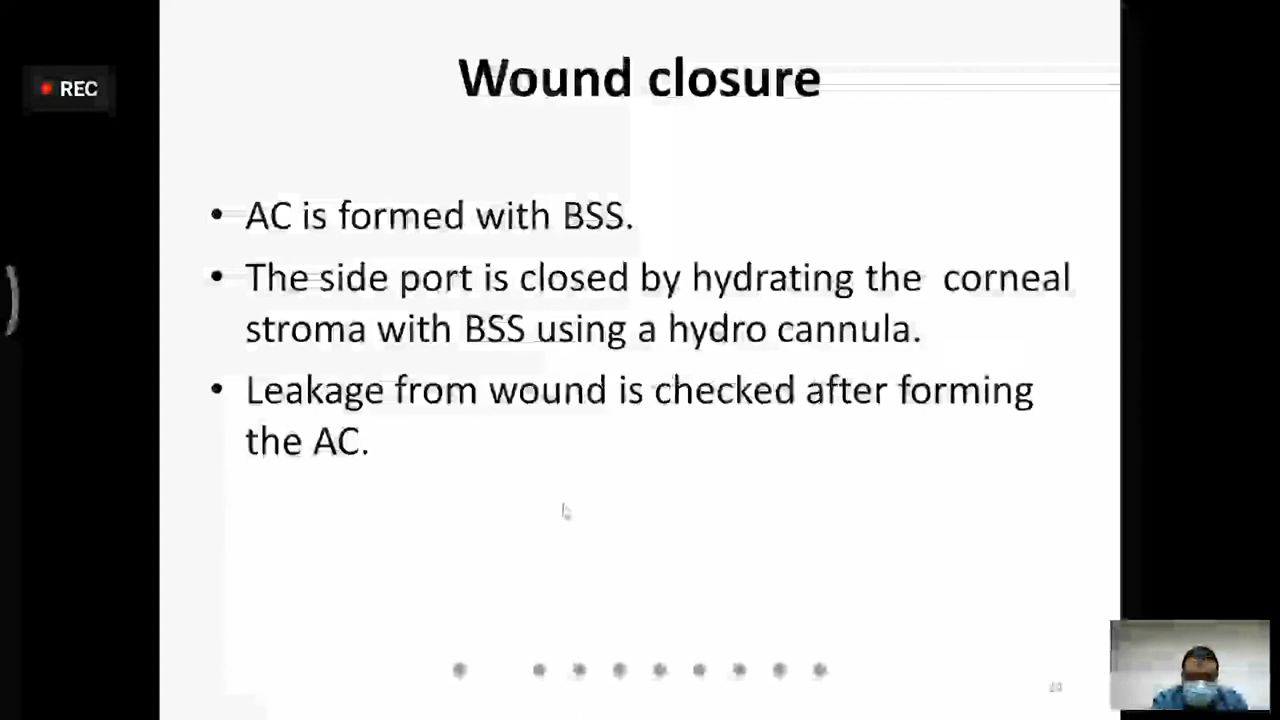 Wound closure
REC
• AC is formed with BSS.
• The side port is closed by hydrating the corneal
stroma with BSS using a hydro cannula.
• Leakage from wound is checked after forming
the AC.